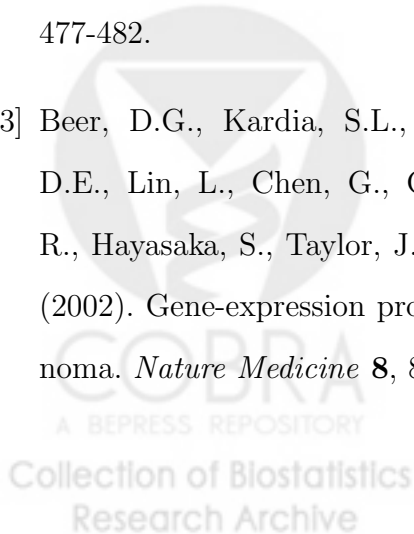 477-482.
3] Beer, D.G., Kardia, S.L.,
D.E., Lin, L., Chen, G.,
R., Hayasaka, S., Taylor, J.
(2002). Gene-expression pro
noma. Nature Medicine 8, 8
COBRA
A BEPRESS REPOSITORY
Collection of Biostatistics
Research Archive